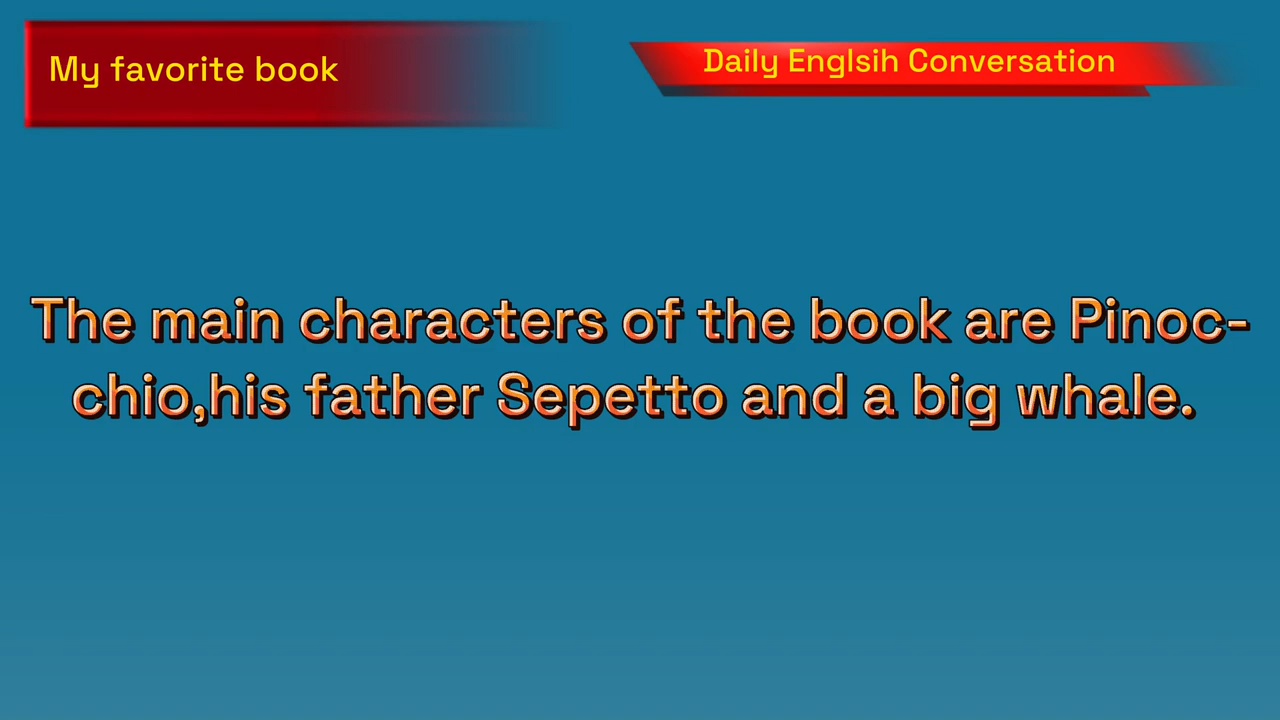 My favorite book
Daily Englsih Conversation
The main characters of the book are Pinoc-
chio,his father Sepetto and a big whale.